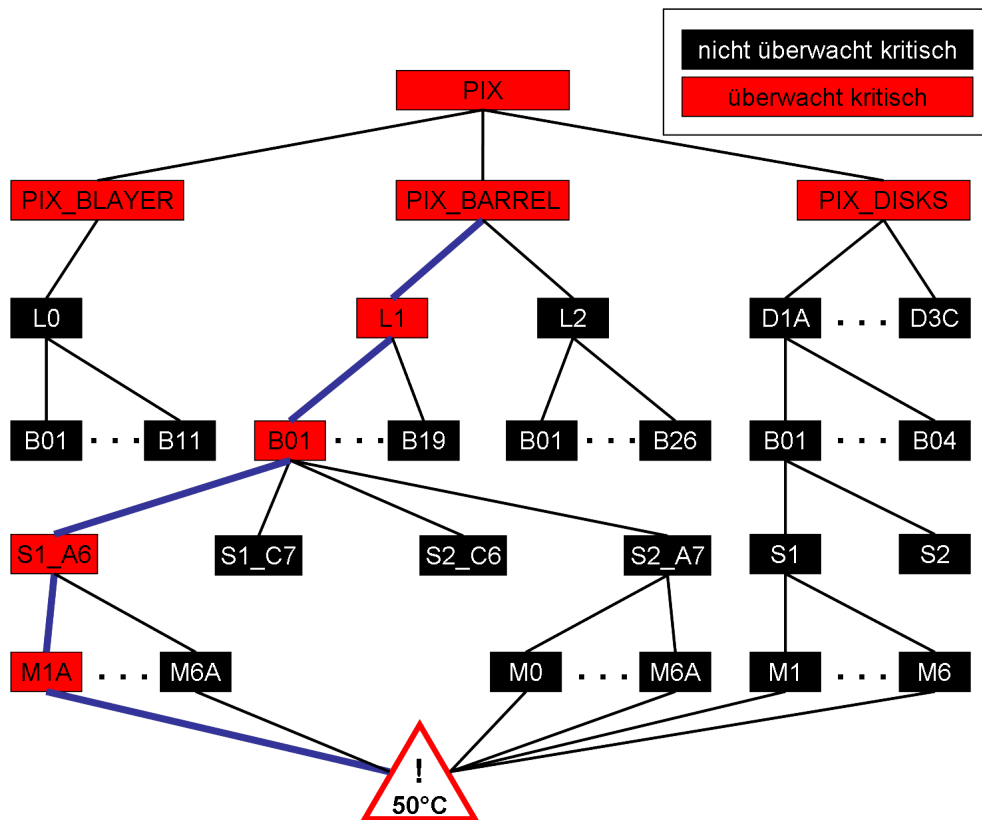 nicht überwacht kritisch
überwacht kritisch
PIX
PIX_BLAYER PIX_BARREL PIX_DISKS
L0 L1 L2 D1A . . . D3C
B01 . . . B11 B01 . . . B19 B01 . . . B26 B01 . . . B04
S1_A6 S1_C7 S2_C6 S2_A7 S1 S2
M1A . . . M6A M0 . . . M6A M1 . . . M6
!
50°C